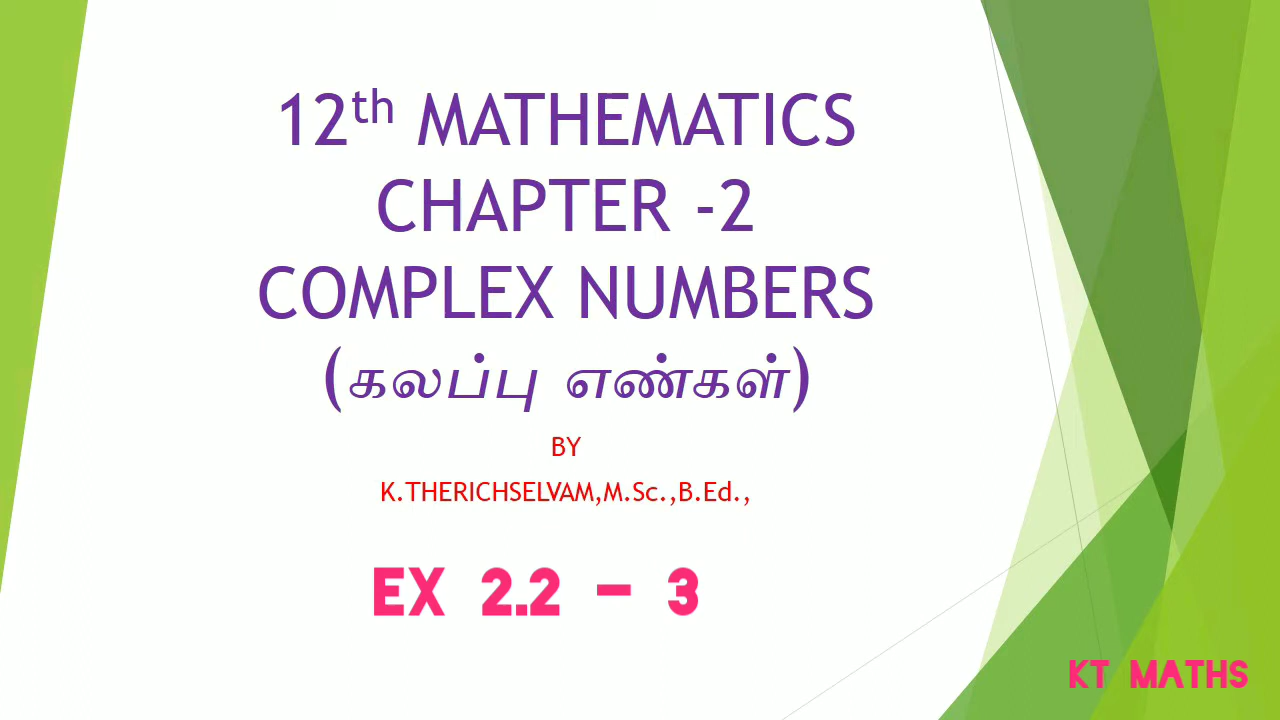 12th MATHEMATICS
CHAPTER -2
COMPLEX NUMBERS
(கலப்பு எண்கள்)
BY
K.THERICHSELVAM,M.Sc.,B.Ed.,
EX 2.2 - 3
KT MATHS